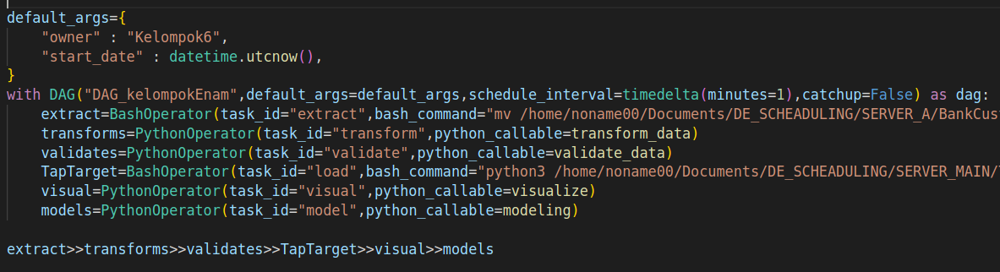 default_args={
    "owner" : "Kelompok6",
    "start_date" : datetime.utcnow(),
}
with DAG("DAG_kelompokEnam",default_args=default_args,schedule_interval=timedelta(minutes=1),catchup=False) as dag:
    extract=BashOperator(task_id="extract",bash_command="mv /home/noname00/Documents/DE_SCHEADULING/SERVER_A/BankCus
    transforms=PythonOperator(task_id="transform",python_callable=transform_data)
    validates=PythonOperator(task_id="validate",python_callable=validate_data)
    TapTarget=BashOperator(task_id="load",bash_command="python3 /home/noname00/Documents/DE_SCHEADULING/SERVER_MAIN/
    visual=PythonOperator(task_id="visual",python_callable=visualize)
    models=PythonOperator(task_id="model",python_callable=modeling)
extract>>transforms>>validates>>TapTarget>>visual>>models